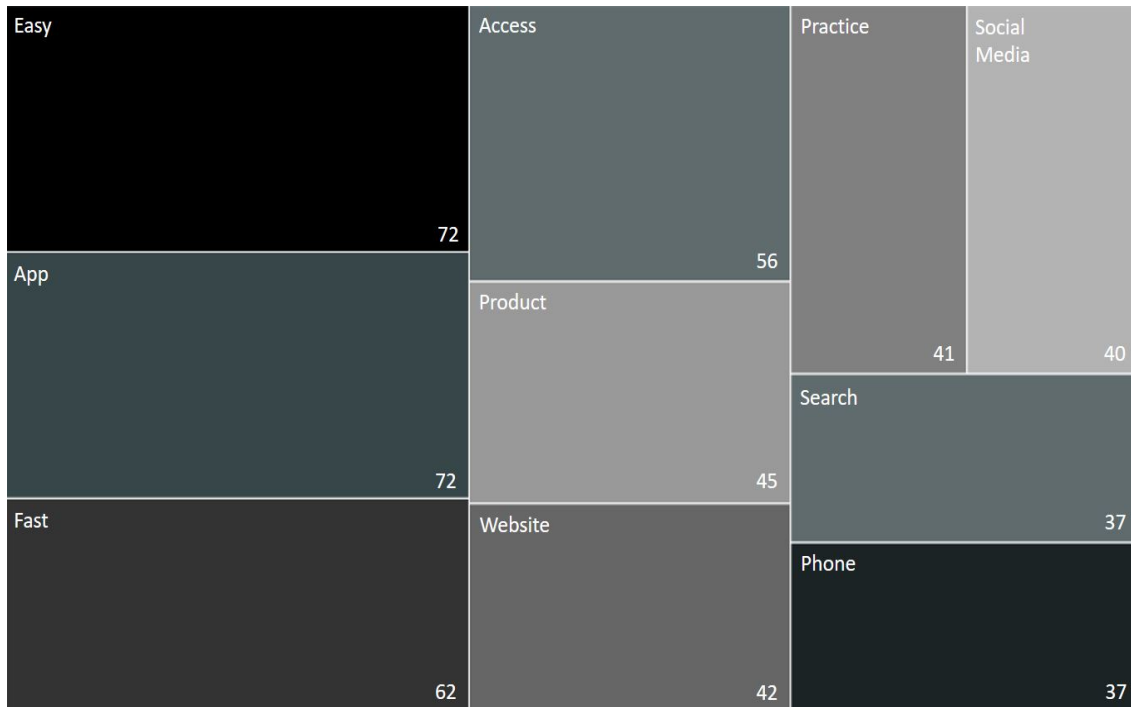 Easy
72
App
72
Fast
62
Access
56
Product
45
Website
42
Practice
41
Social
Media
40
Search
37
Phone
37